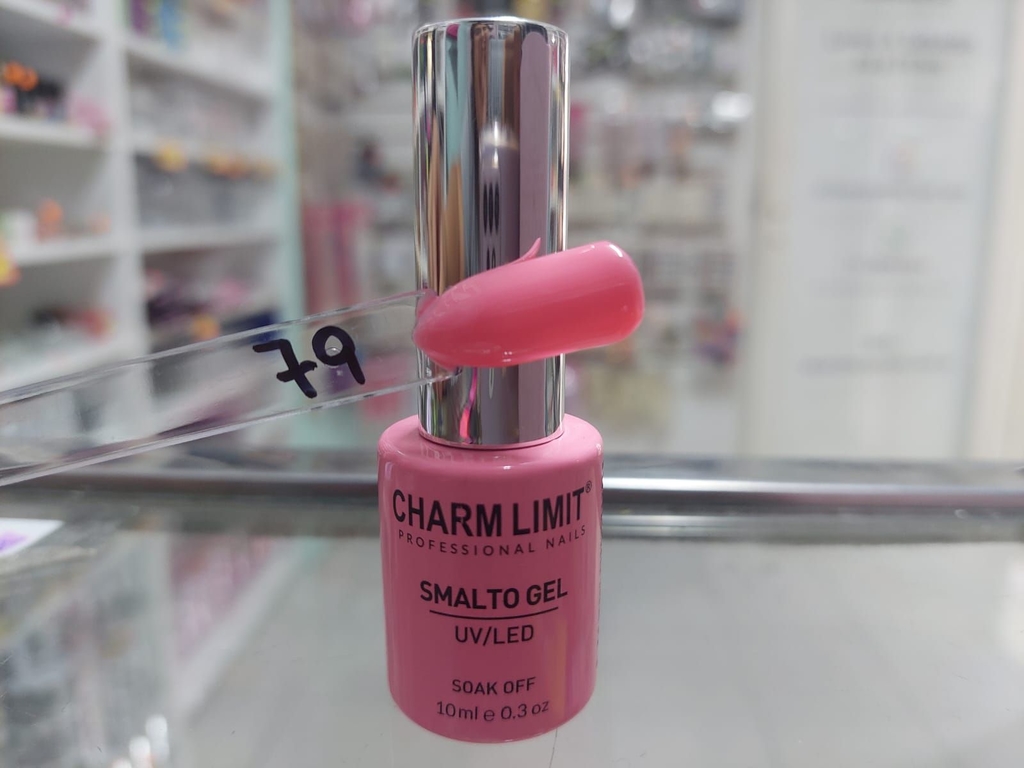 79
CHARM LIMIT®
PROFESSIONAL NAILS
SMALTO GEL
UV/LED
SOAK OFF
10ml e 0.3 oz